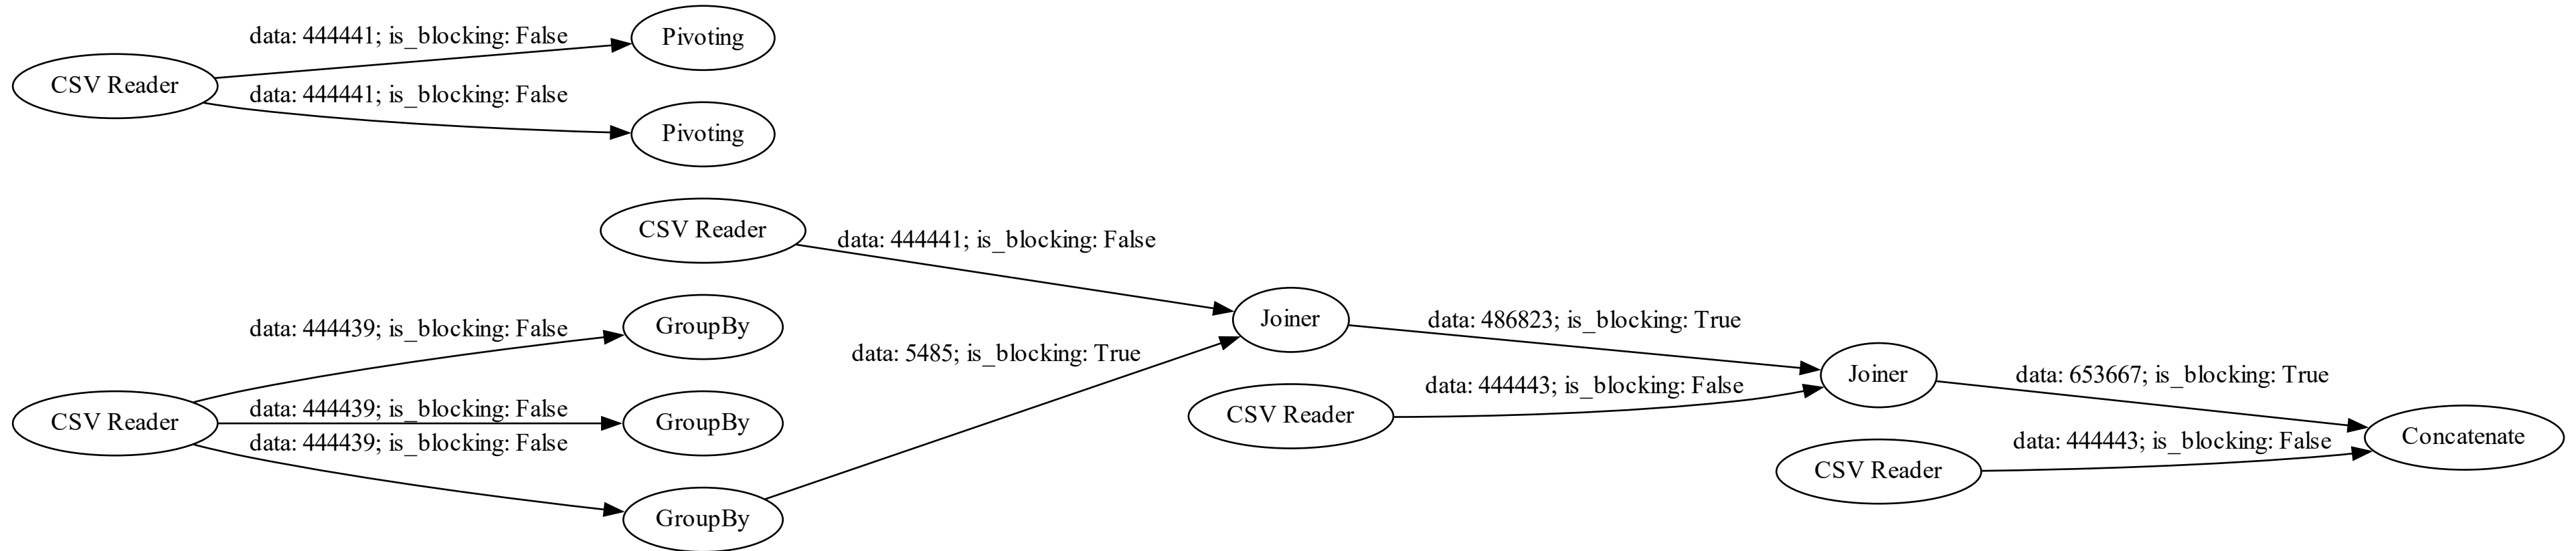 data: 444441; is_blocking: False
Pivoting
CSV Reader
data: 444441; is_blocking: False
Pivoting
CSV Reader
data: 444441; is_blocking: False
GroupBy
data: 444439; is_blocking: False
Joiner
data: 486823; is_blocking: True
data: 5485; is_blocking: True
Joiner
data: 653667; is_blocking: True
data: 444443; is_blocking: False
CSV Reader
data: 444439; is_blocking: False
GroupBy
CSV Reader
data: 444439; is_blocking: False
data: 444443; is_blocking: False
Concatenate
CSV Reader
GroupBy